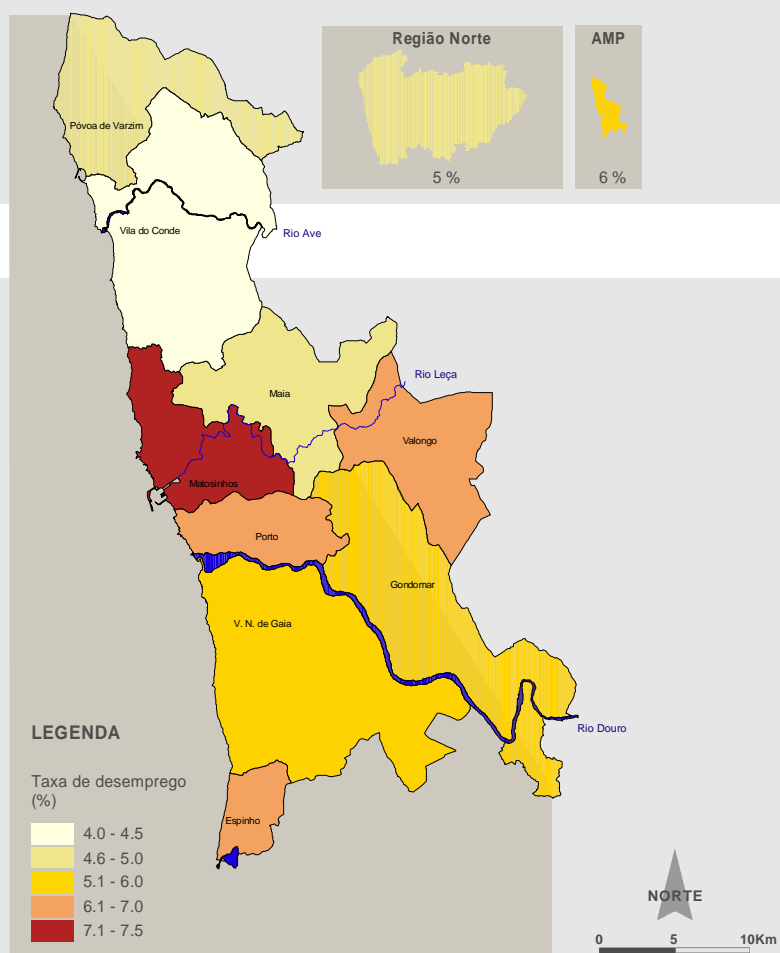 Região Norte
AMP
5 %
6 %
Póvoa de Varzim
Vila do Conde
Rio Ave
Rio Leça
Maia
Valongo
Matosinhos
Porto
Gondomar
V. N. de Gaia
Rio Douro
Espinho
LEGENDA
Taxa de desemprego
(%)
4.0 - 4.5
4.6 - 5.0
5.1 - 6.0
6.1 - 7.0
7.1 - 7.5
NORTE
0 5 10Km